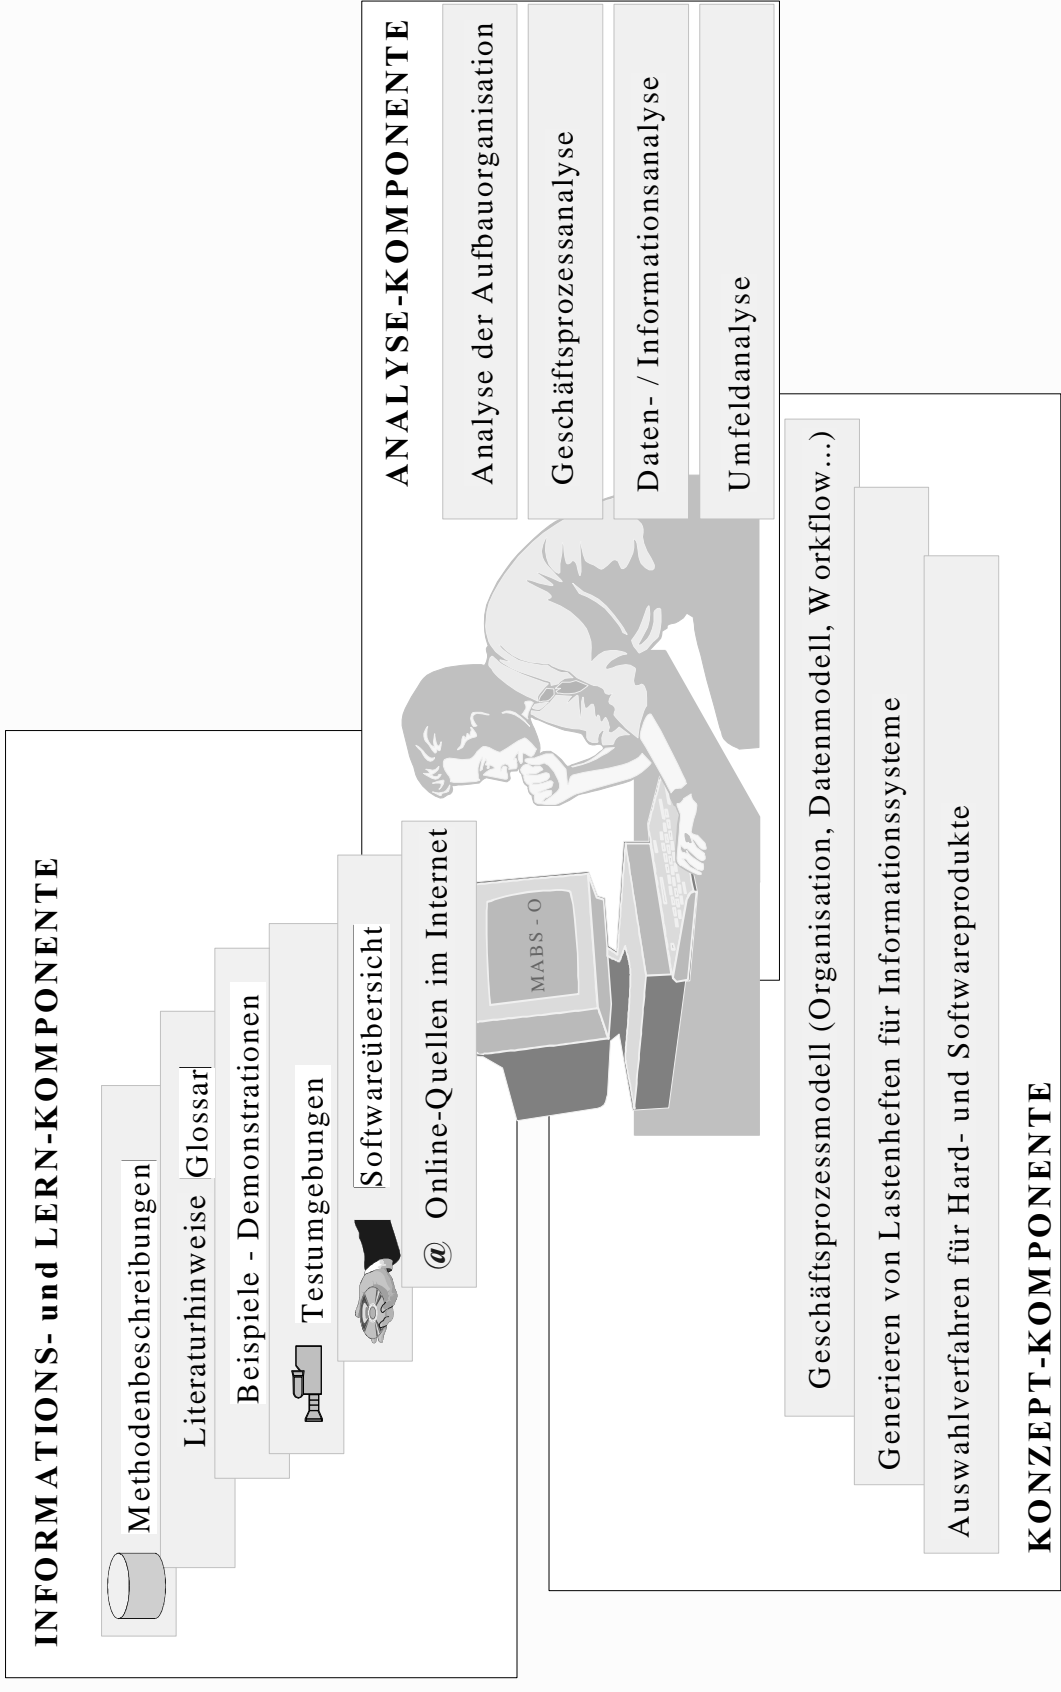 INFORMATIONS- und LERN-KOMPONENTE
Methodenbeschreibungen
Literaturhinweise Glossar
Beispiele - Demonstrationen
Testumgebungen
Softwareübersicht
@ Online-Quellen im Internet
ANALYSE-KOMPONENTE
Analyse der Aufbauorganisation
Geschäftsprozessanalyse
Daten- / Informationsanalyse
Umfeldanalyse
MABS - O
Geschäftsprozessmodell (Organisation, Datenmodell, Workflow...)
Generieren von Lastenheften für Informationssysteme
Auswahlverfahren für Hard- und Softwareprodukte
KONZEPT-KOMPONENTE